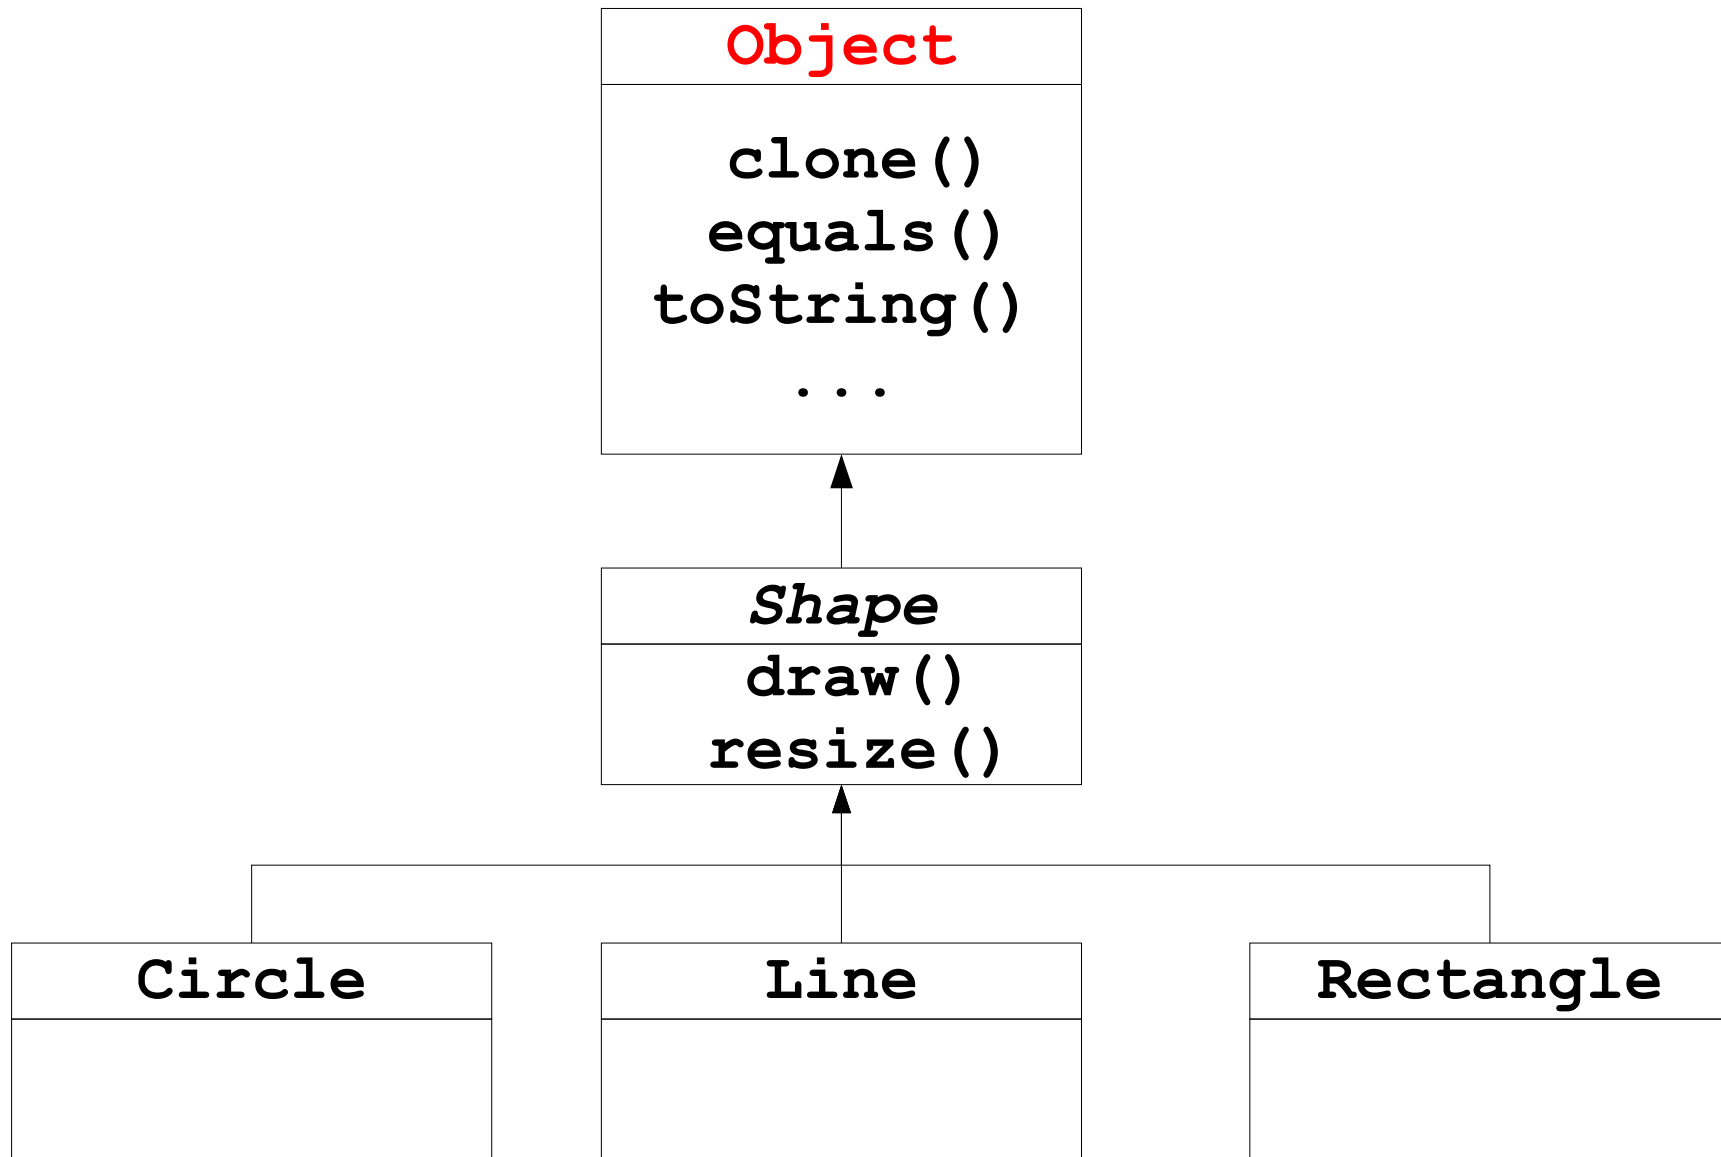 Object
clone()
equals()
toString()
...
Shape
draw()
resize()
Circle
Line
Rectangle